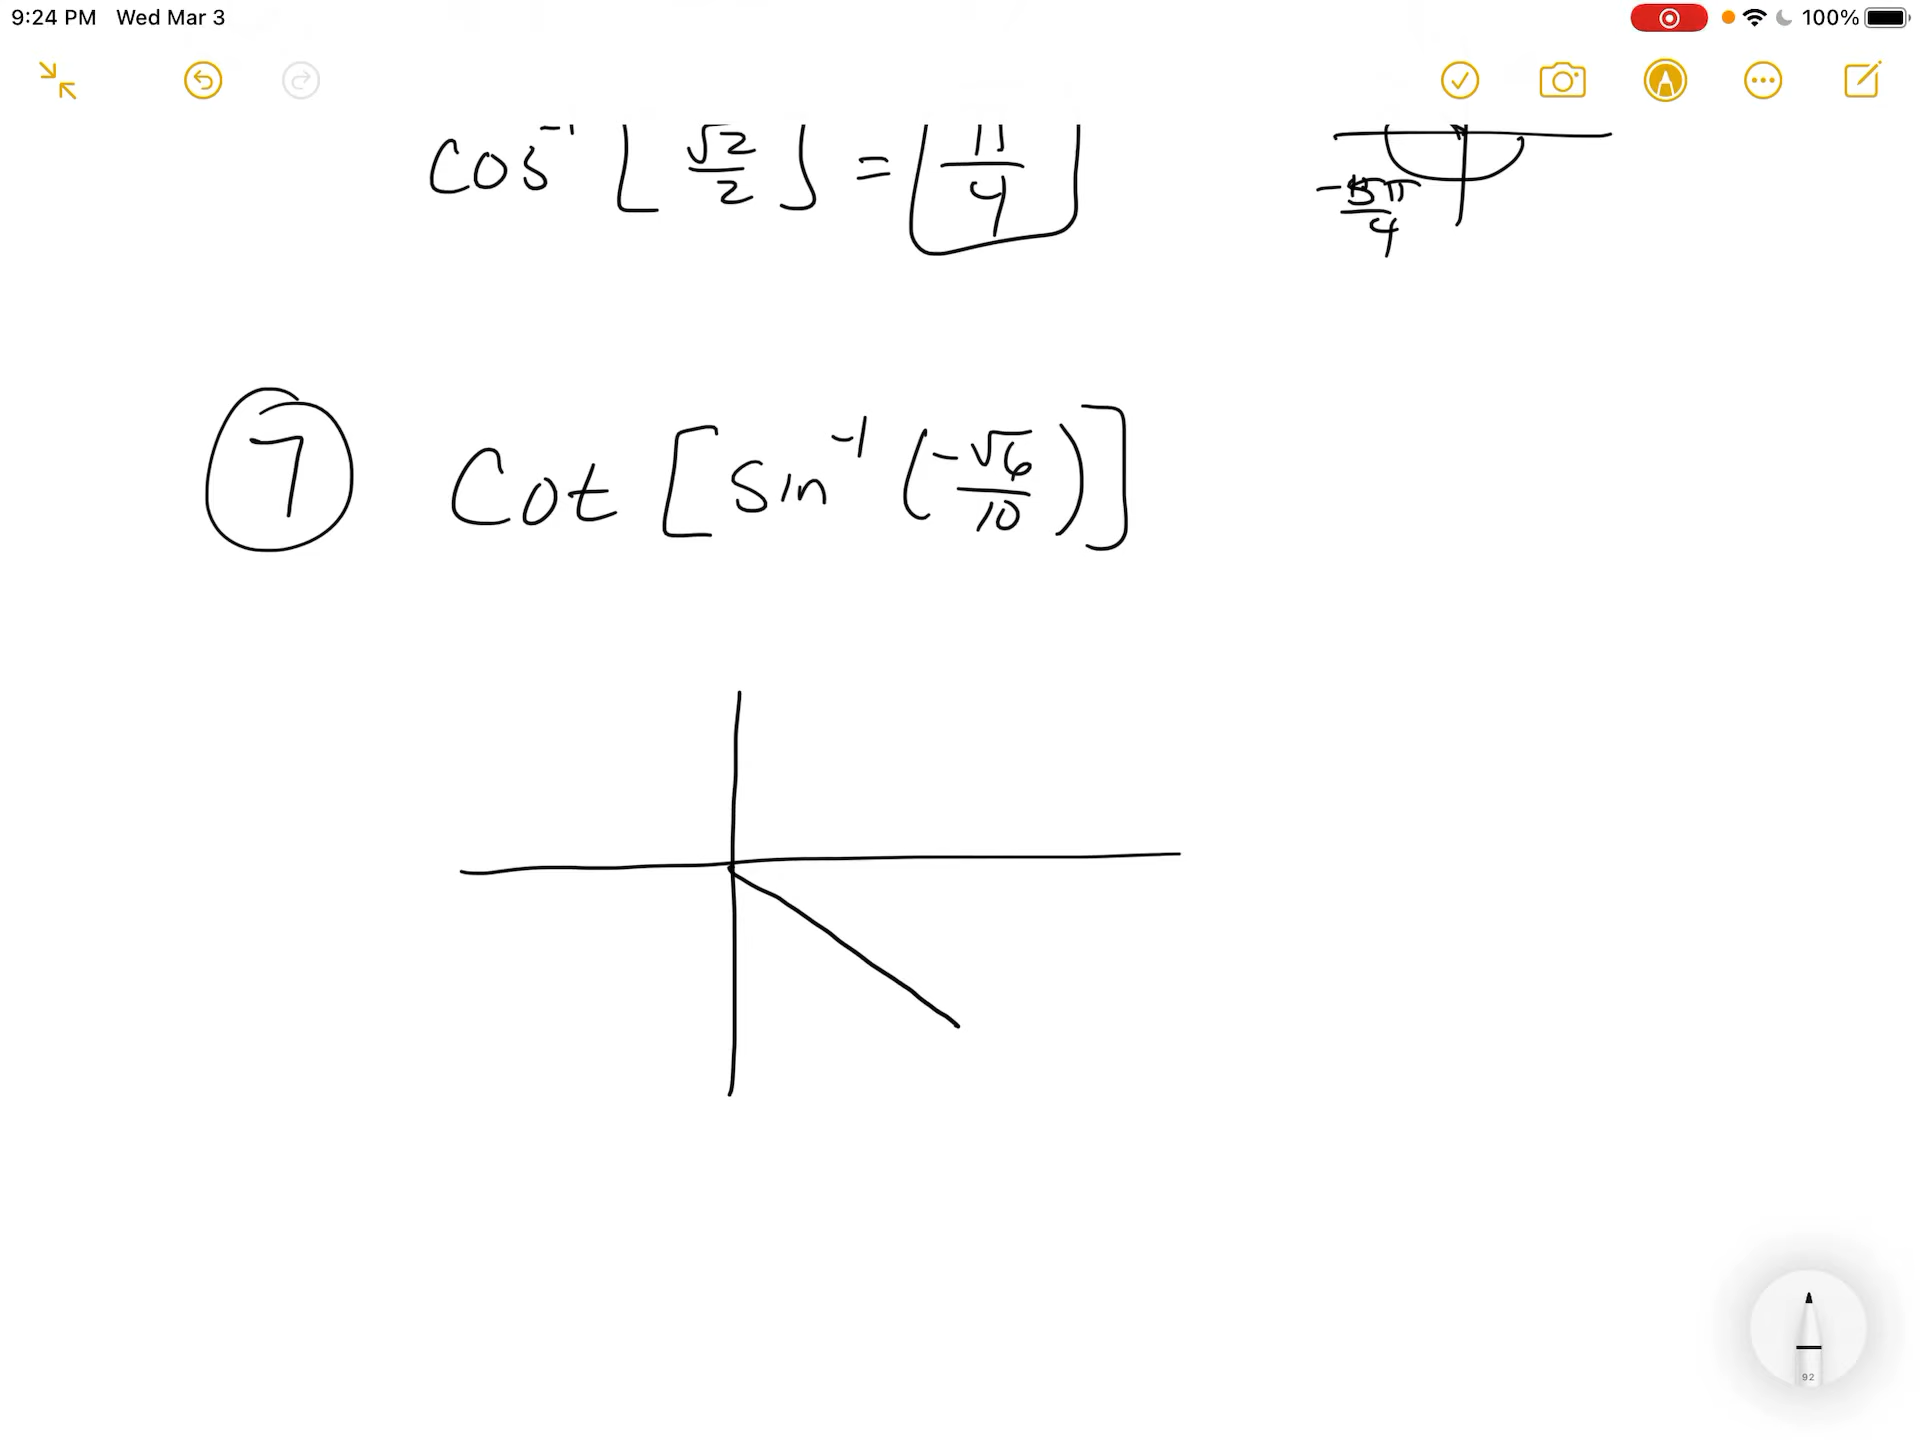 9:24 PM Wed Mar 3
100%
cos⁻¹ [√2/2] = π/4
π/4
⑦ Cot [Sin⁻¹ (-√6/10)]
92